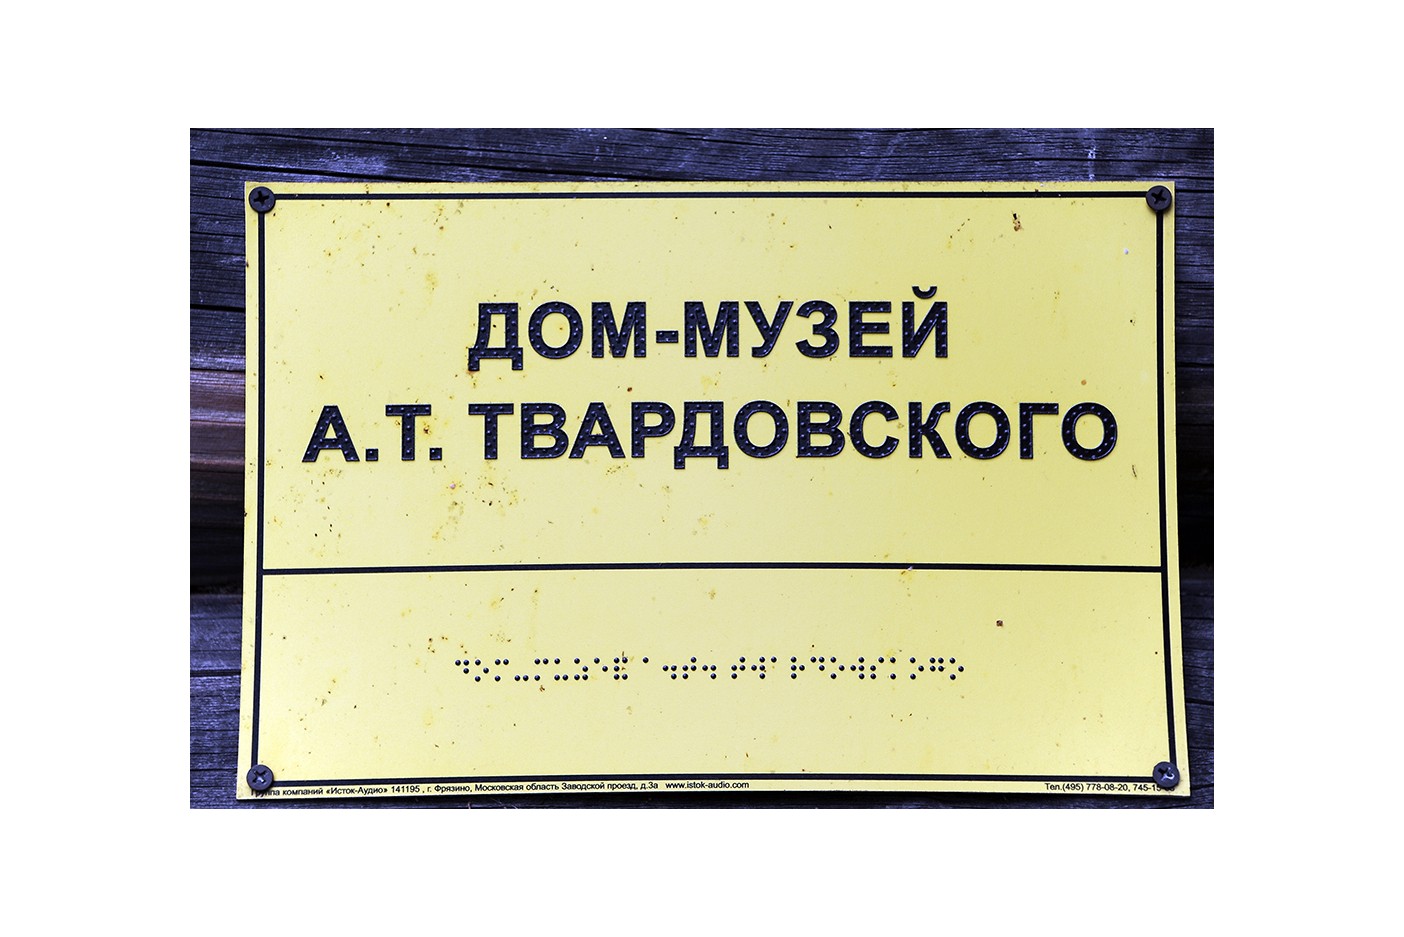 ДОМ-МУЗЕЙ
А.Т. ТВАРДОВСКОГО
компаний «Исток-Аудио» 141195 , г. Фрязино, Московская область Заводской проезд, д.3а www.istok-audio.com
Тел.(495) 778-08-20,